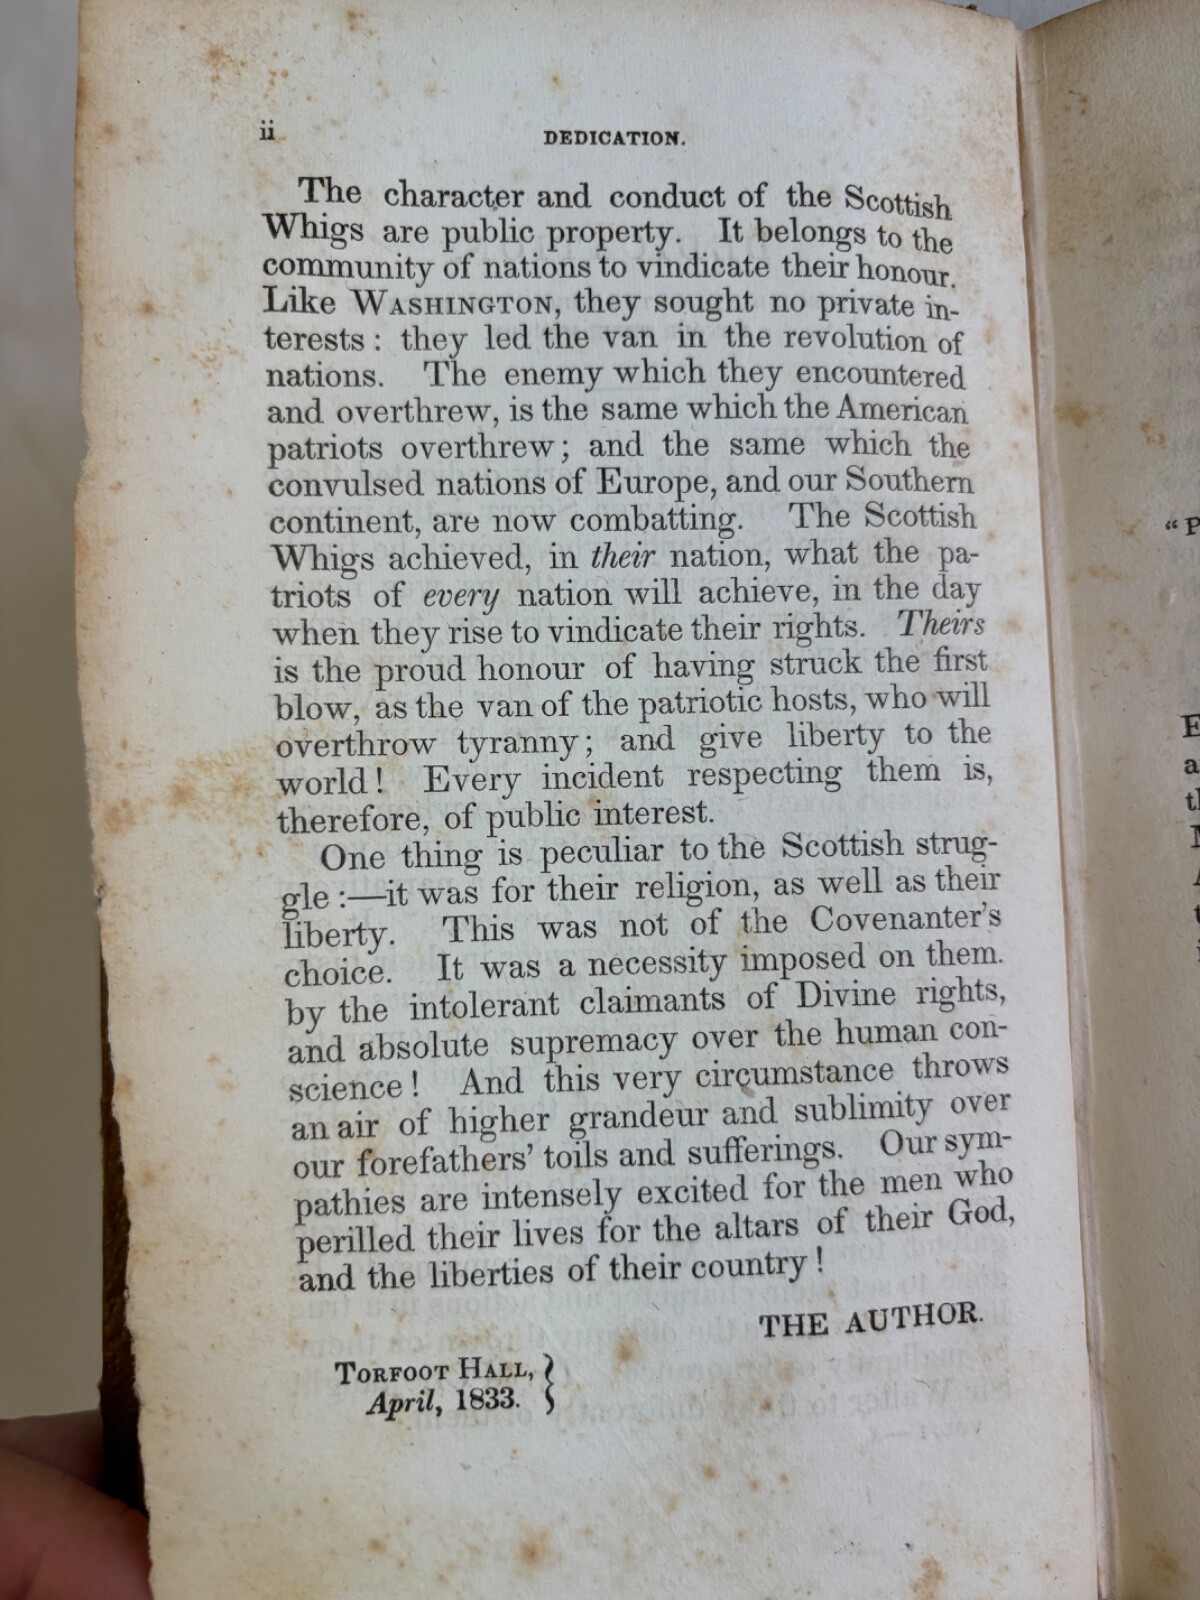 ii DEDICATION.
The character and conduct of the Scottish
Whigs are public property. It belongs to the
community of nations to vindicate their honour.
Like WASHINGTON, they sought no private in-
terests: they led the van in the revolution of
nations. The enemy which they encountered
and overthrew, is the same which the American
patriots overthrew; and the same which the
convulsed nations of Europe, and our Southern
continent, are now combatting. The Scottish
Whigs achieved, in their nation, what the pa-
triots of every nation will achieve, in the day
when they rise to vindicate their rights. Theirs
is the proud honour of having struck the first
blow, as the van of the patriotic hosts, who will
overthrow tyranny; and give liberty to the
world! Every incident respecting them is,
therefore, of public interest.
One thing is peculiar to the Scottish strug-
gle:—it was for their religion, as well as their
liberty. This was not of the Covenanter's
choice. It was a necessity imposed on them.
by the intolerant claimants of Divine rights,
and absolute supremacy over the human con-
science! And this very circumstance throws
an air of higher grandeur and sublimity over
our forefathers' toils and sufferings. Our sym-
pathies are intensely excited for the men who
perilled their lives for the altars of their God,
and the liberties of their country!
THE AUTHOR.
TORFOOT HALL, }
April, 1833. }